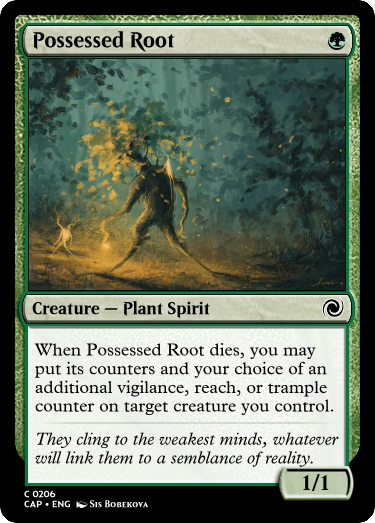 Possessed Root
Creature — Plant Spirit
When Possessed Root dies, you may
put its counters and your choice of an
additional vigilance, reach, or trample
counter on target creature you control.
They cling to the weakest minds, whatever
will link them to a semblance of reality.
1/1
C 0206
CAP • ENG Sis Bobekova